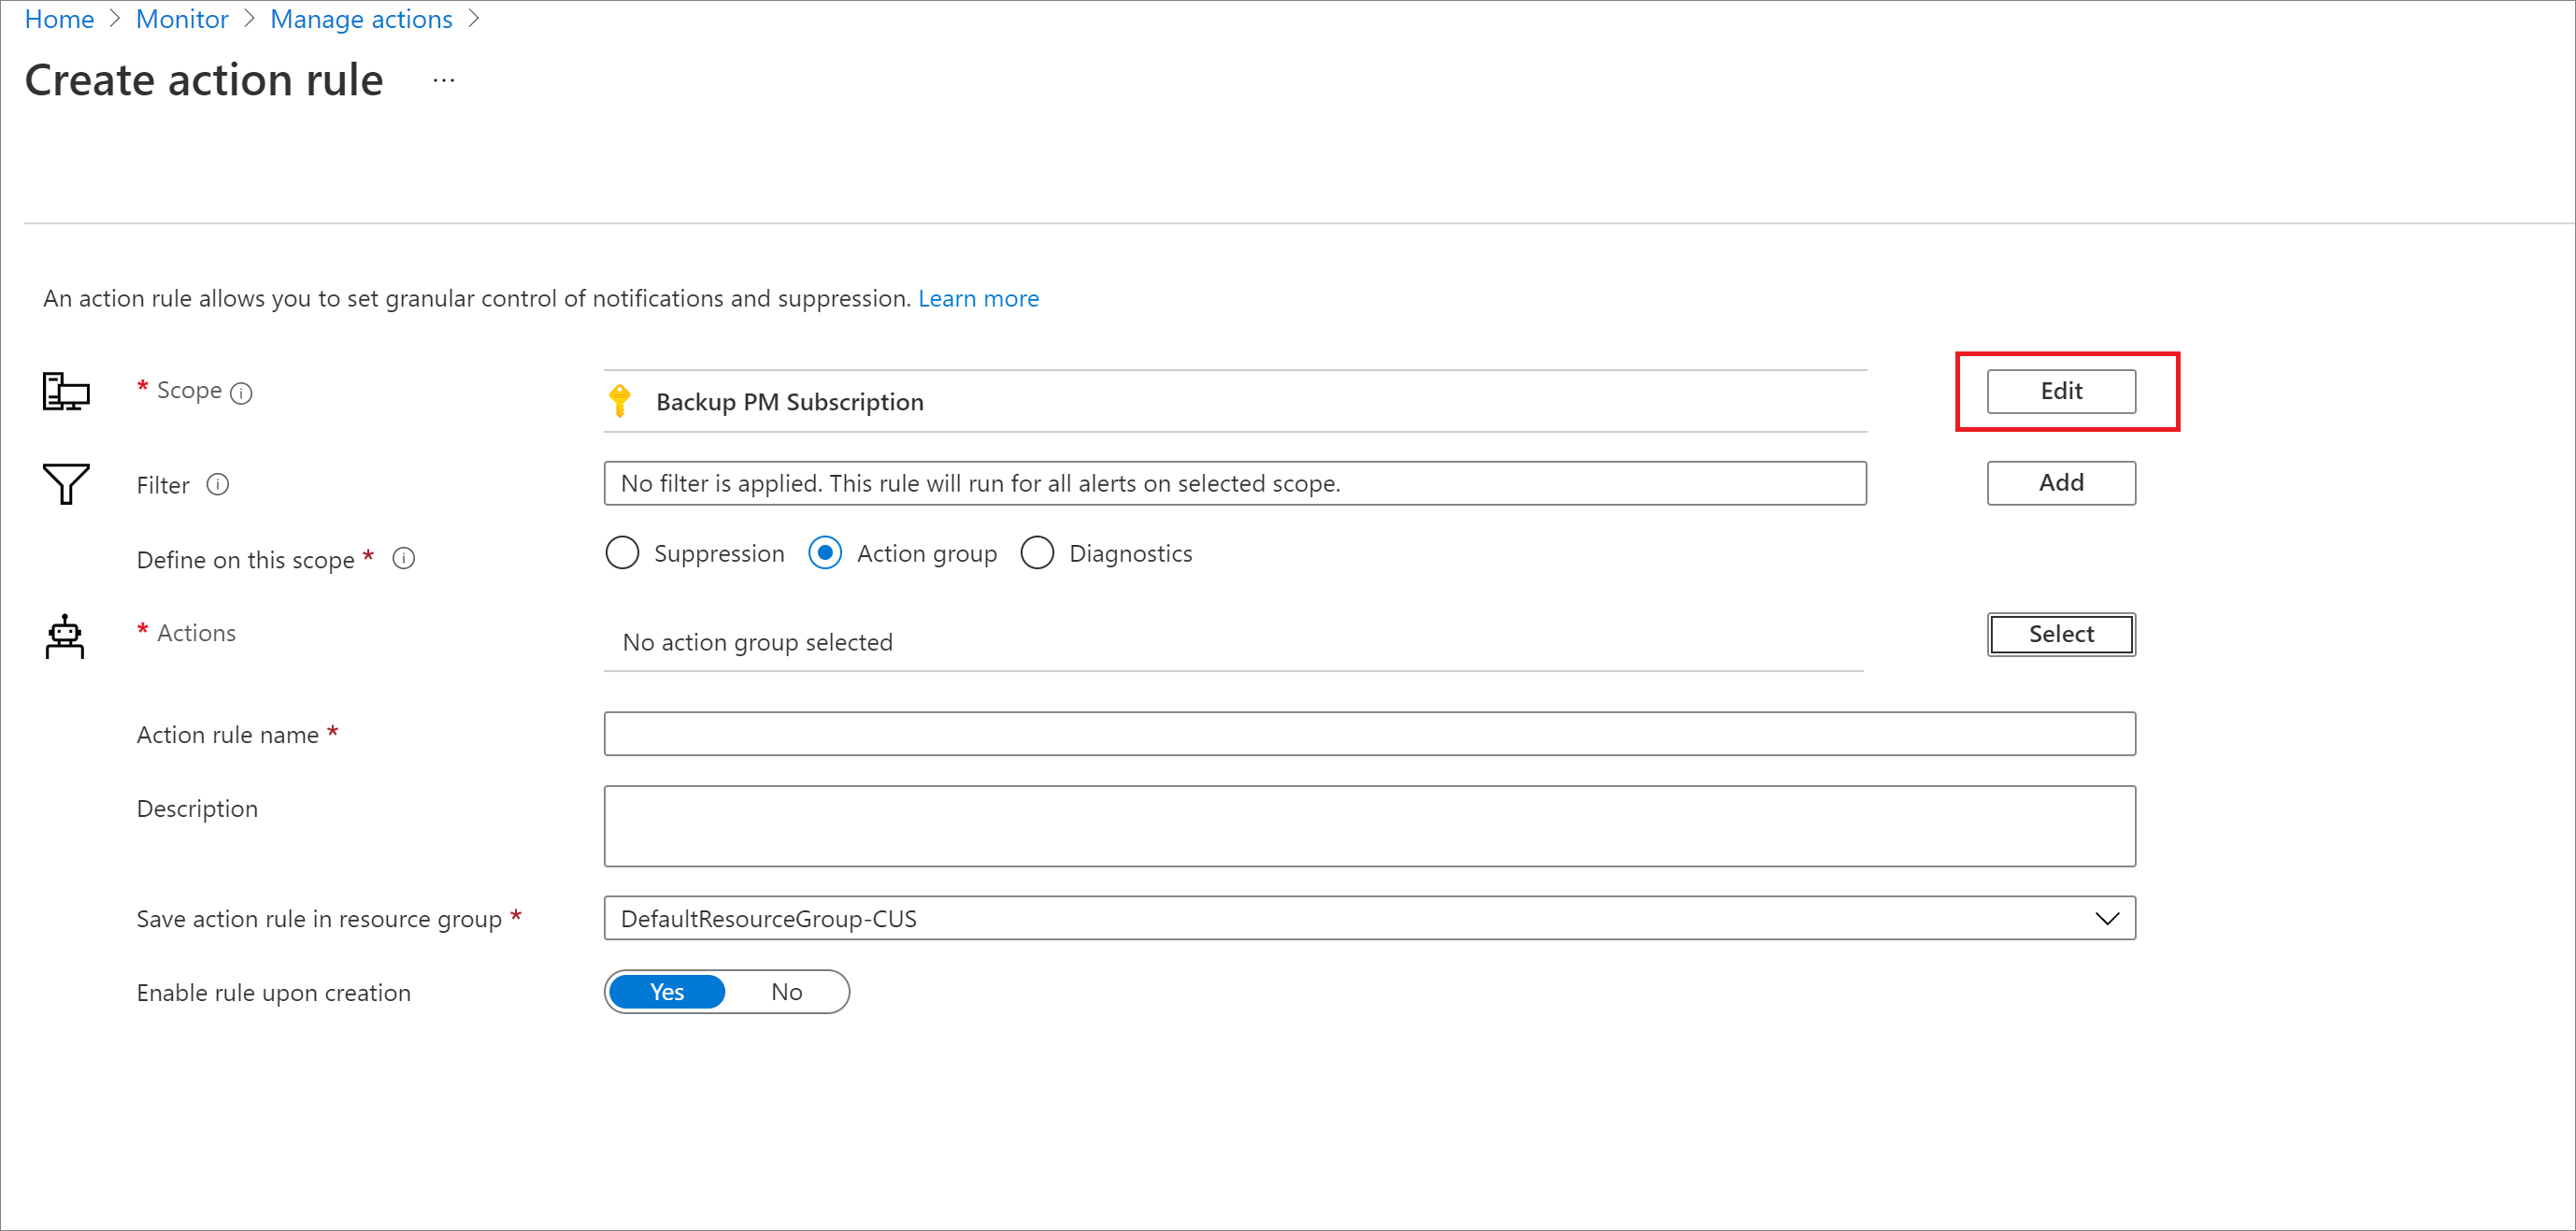 Home > Monitor > Manage actions >
Create action rule ...
An action rule allows you to set granular control of notifications and suppression. Learn more
* Scope
Backup PM Subscription
Edit
Filter
No filter is applied. This rule will run for all alerts on selected scope.
Add
Define on this scope *
Suppression Action group Diagnostics
* Actions
No action group selected
Select
Action rule name *
Description
Save action rule in resource group *
DefaultResourceGroup-CUS
Enable rule upon creation
Yes No